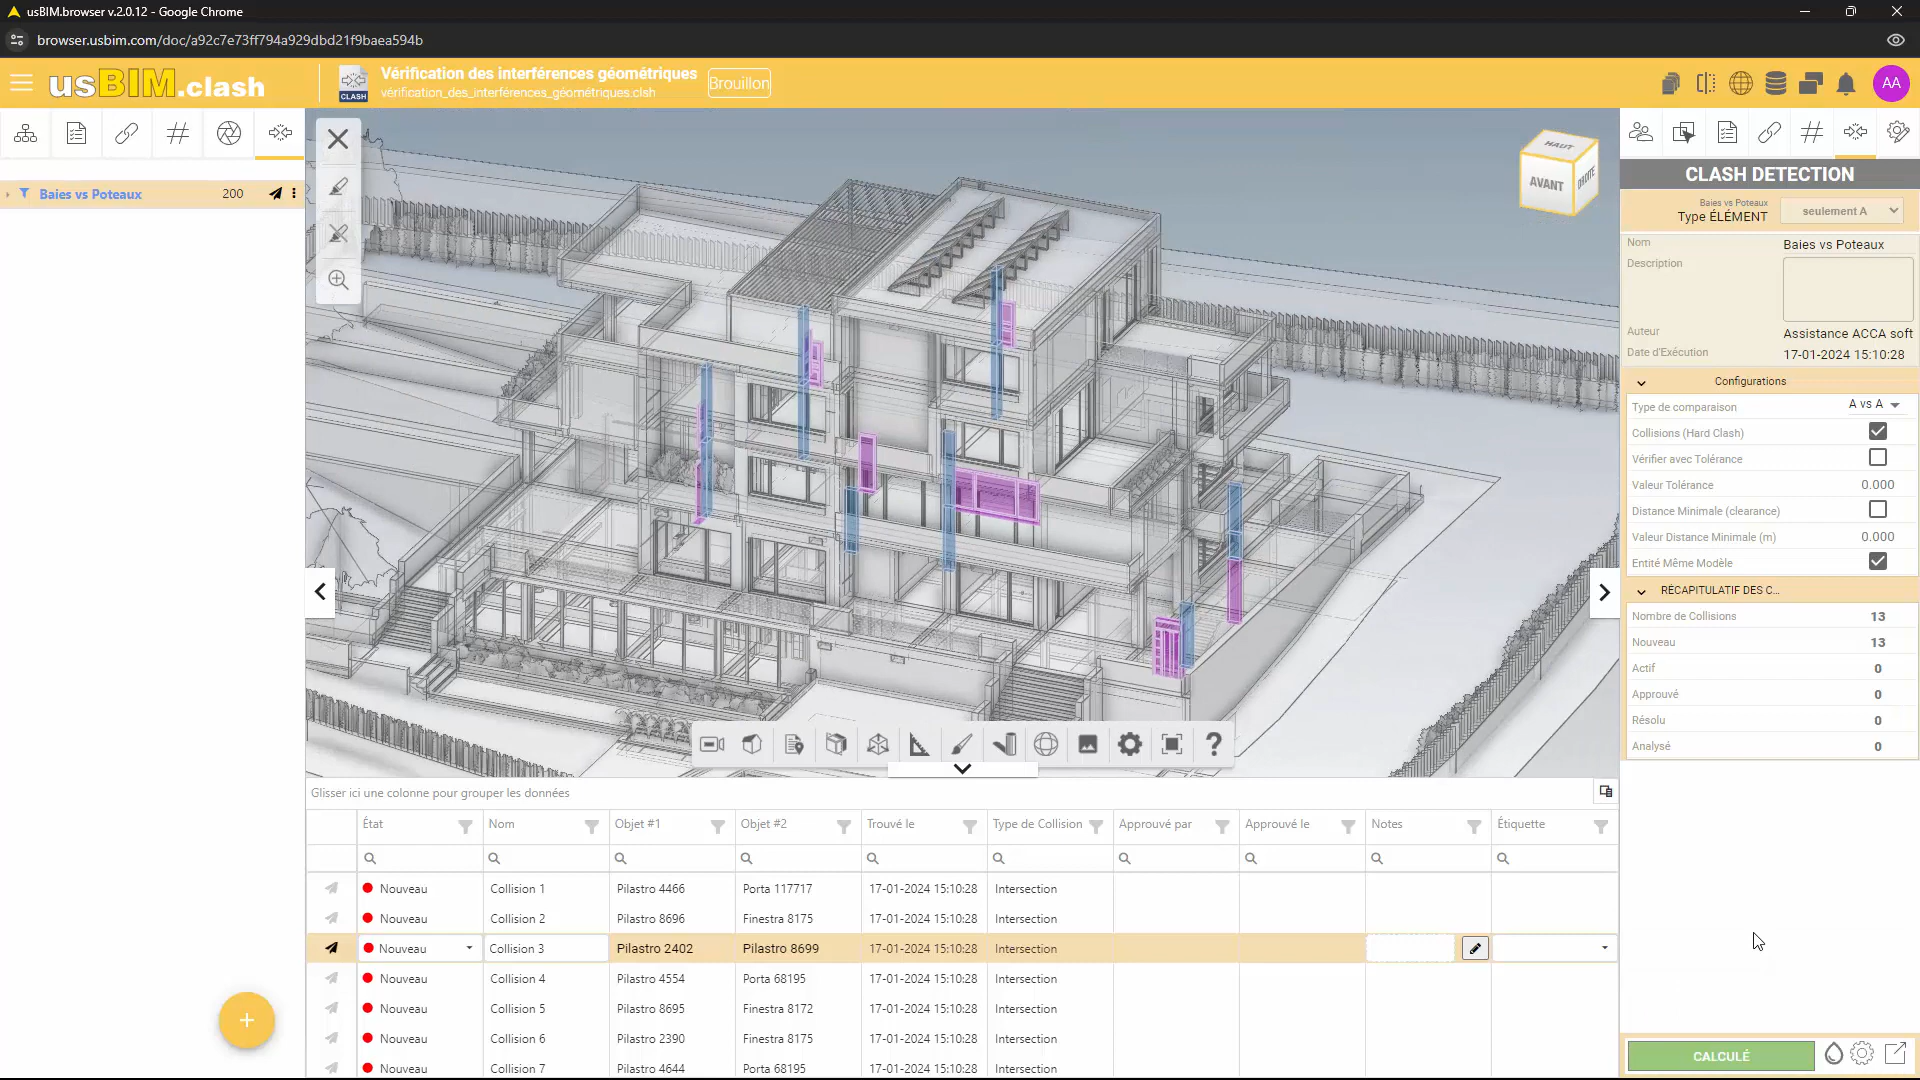 usBIM.browser v.2.0.12 - Google Chrome
browser.usbim.com/doc/a92c7e73ff794a929dbd21f9baea594b
usBIM.clash
CLASH
Vérification des interférences géométriques
vérification_des_interférences_géométriques.clsh
Brouillon
AA
Baies vs Poteaux 200
HAUT
AVANT
DROITE
CLASH DETECTION
Baies vs Poteaux
Type ÉLÉMENT seulement A
Nom Baies vs Poteaux
Description
Auteur Assistance ACCA soft
Date d'Exécution 17-01-2024 15:10:28
Configurations
Type de comparaison A vs A
Collisions (Hard Clash)
Vérifier avec Tolérance
Valeur Tolérance 0.000
Distance Minimale (clearance)
Valeur Distance Minimale (m) 0.000
Entité Même Modèle
RÉCAPITULATIF DES C...
Nombre de Collisions 13
Nouveau 13
Actif 0
Approuvé 0
Résolu 0
Analysé 0
Glisser ici une colonne pour grouper les données
État Nom Objet #1 Objet #2 Trouvé le Type de Collision Approuvé par Approuvé le Notes Étiquette
Nouveau Collision 1 Pilastro 4466 Porta 117717 17-01-2024 15:10:28 Intersection
Nouveau Collision 2 Pilastro 8696 Finestra 8175 17-01-2024 15:10:28 Intersection
Nouveau Collision 3 Pilastro 2402 Pilastro 8699 17-01-2024 15:10:28 Intersection
Nouveau Collision 4 Pilastro 4554 Porta 68195 17-01-2024 15:10:28 Intersection
Nouveau Collision 5 Pilastro 8695 Finestra 8172 17-01-2024 15:10:28 Intersection
Nouveau Collision 6 Pilastro 2390 Finestra 8175 17-01-2024 15:10:28 Intersection
Nouveau Collision 7 Pilastro 4644 Porta 68195 17-01-2024 15:10:28 Intersection
CALCULÉ